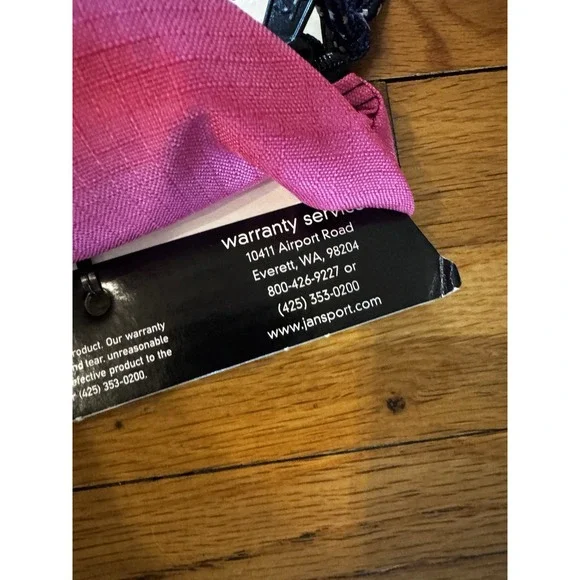 warranty servic
10411 Airport Road
Everett, WA, 98204
800-426-9227 or
(425) 353-0200
www.jansport.com
roduct. Our warranty
nd tear, unreasonable
efective product to the
(425) 353-0200.